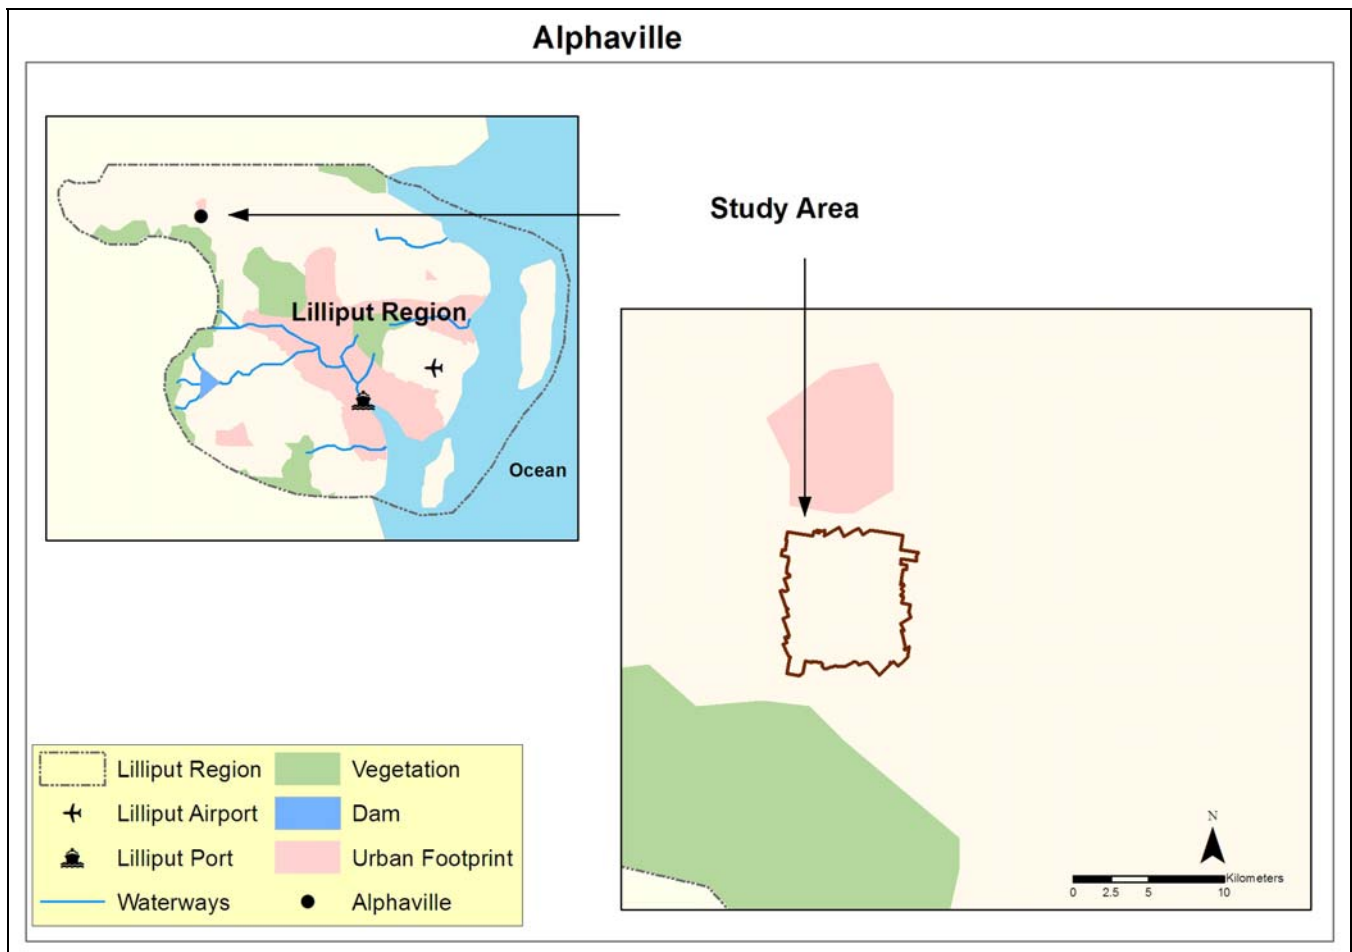 Alphaville
Study Area
Lilliput Region
Ocean
Lilliput Region
Vegetation
Lilliput Airport
Dam
Lilliput Port
Urban Footprint
Waterways
Alphaville
N
Kilometers
0 2.5 5 10